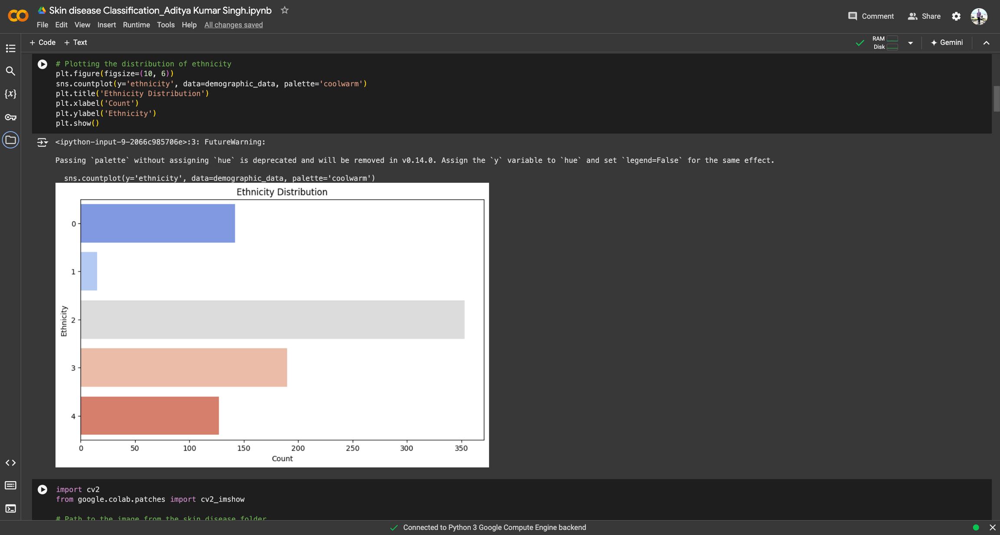 Skin disease Classification_Aditya Kumar Singh.ipynb
File Edit View Insert Runtime Tools Help All changes saved
Comment Share
+ Code + Text
RAM
Disk
Gemini
{x}
# Plotting the distribution of ethnicity
plt.figure(figsize=(10, 6))
sns.countplot(y='ethnicity', data=demographic_data, palette='coolwarm')
plt.title('Ethnicity Distribution')
plt.xlabel('Count')
plt.ylabel('Ethnicity')
plt.show()
<ipython-input-9-2066c985706e>:3: FutureWarning:
Passing `palette` without assigning `hue` is deprecated and will be removed in v0.14.0. Assign the `y` variable to `hue` and set `legend=False` for the same effect.
sns.countplot(y='ethnicity', data=demographic_data, palette='coolwarm')
Ethnicity Distribution
0
1
2
3
4
Ethnicity
0 50 100 150 200 250 300 350
Count
import cv2
from google.colab.patches import cv2_imshow
# Path to the image from the skin disease folder
Connected to Python 3 Google Compute Engine backend